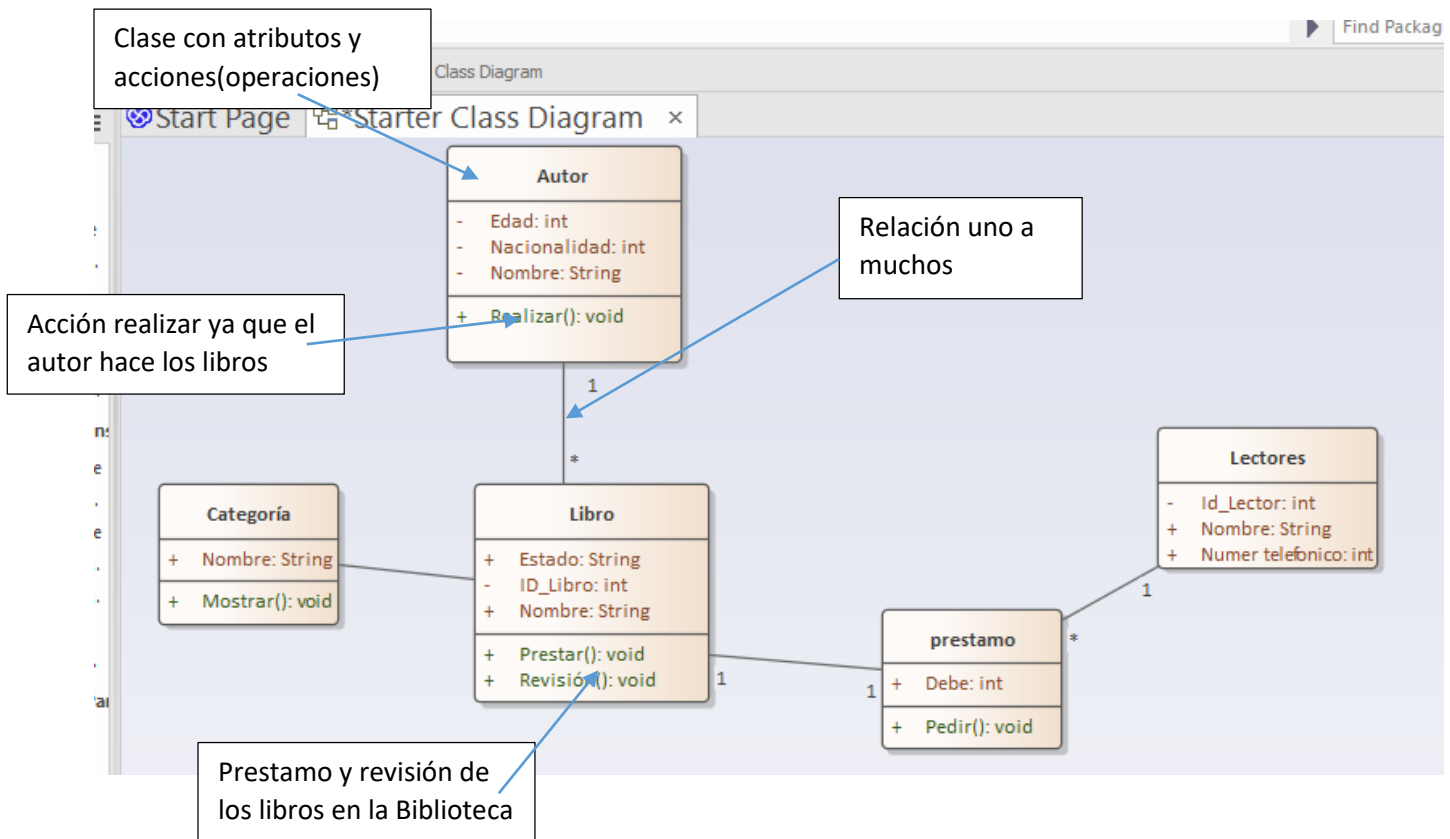 Clase con atributos y
acciones(operaciones)
Find Packag
Class Diagram
Start Page
*Starter Class Diagram ×
Autor
- Edad: int
- Nacionalidad: int
- Nombre: String
+ Realizar(): void
Relación uno a
muchos
Acción realizar ya que el
autor hace los libros
1
*
Categoría
+ Nombre: String
+ Mostrar(): void
Libro
+ Estado: String
- ID_Libro: int
+ Nombre: String
+ Prestar(): void
+ Revisión(): void
Lectores
- Id_Lector: int
+ Nombre: String
+ Numer telefonico: int
1
*
prestamo
+ Debe: int
+ Pedir(): void
1
1
Prestamo y revisión de
los libros en la Biblioteca